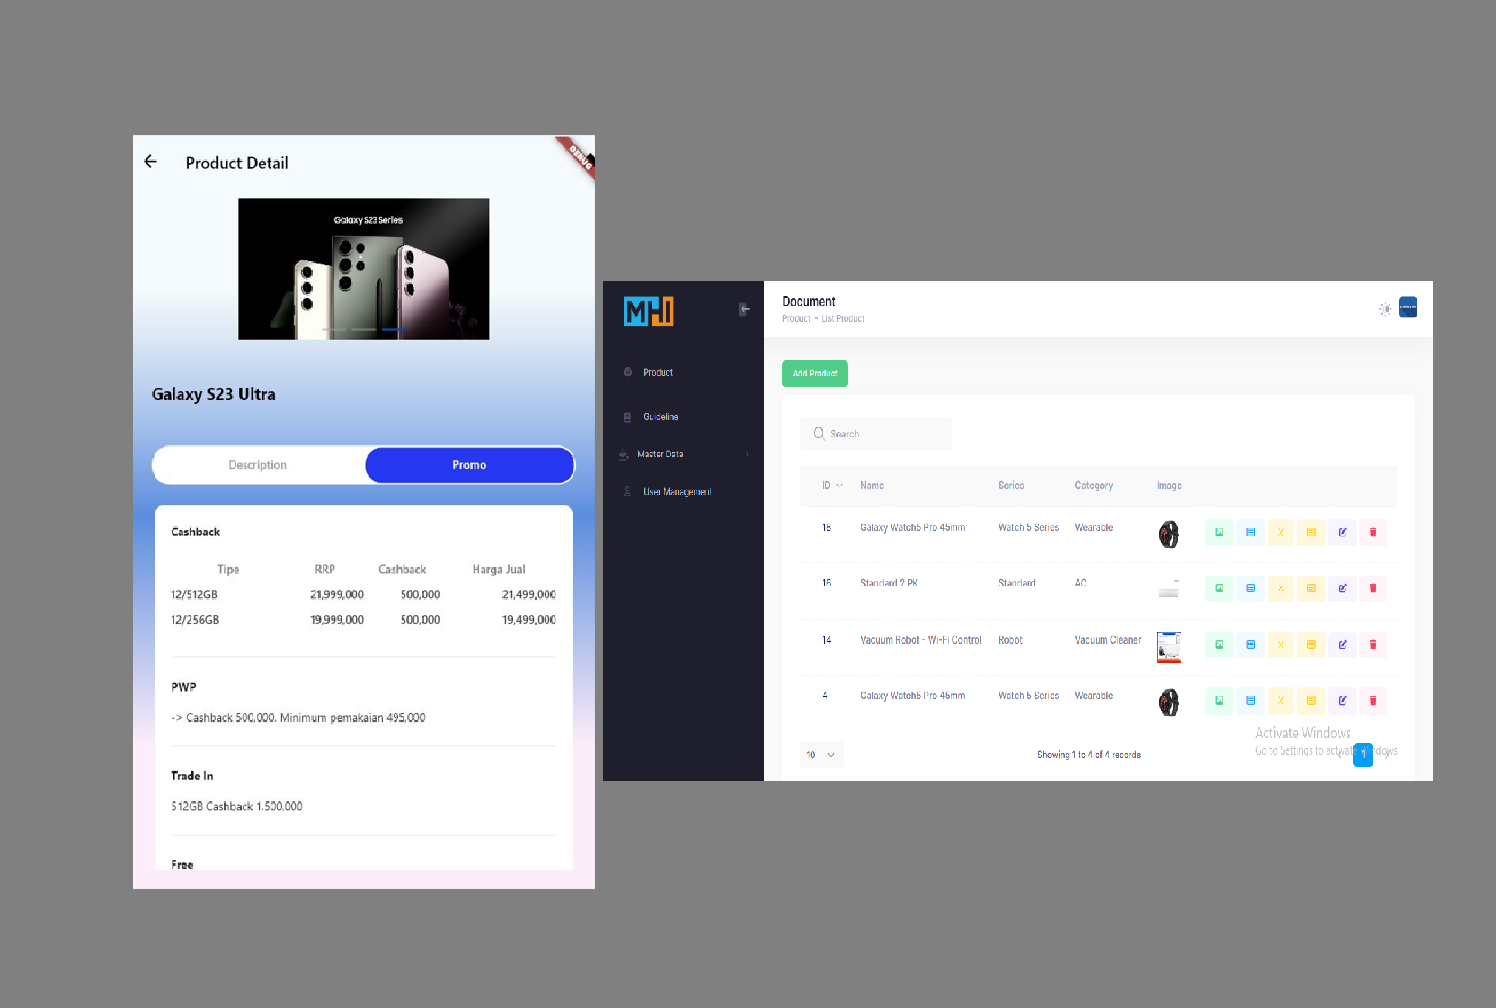 Product Detail
Galaxy S23 Series
Galaxy S23 Ultra
Description Promo
Cashback
Tipe RRP Cashback Harga Jual
12/512GB 21,999,000 500,000 21,499,000
12/256GB 19,999,000 500,000 19,499,000
PWP
-> Cashback 500,000. Minimum pemakaian 495,000
Trade In
512GB Cashback 1.500,000
Free
MHI
Product
Guideline
Master Data
User Management
Document
Product - List Product
Add Product
Search
ID Name Series Category Image
18 Galaxy Watch5 Pro 45mm Watch 5 Series Wearable
16 Standard 2 PK Standard AC
14 Vacuum Robot - Wi-Fi Control Robot Vacuum Cleaner
4 Galaxy Watch5 Pro 45mm Watch 5 Series Wearable
Activate Windows
Go to Settings to activate Windows.
10 Showing 1 to 4 of 4 records 1